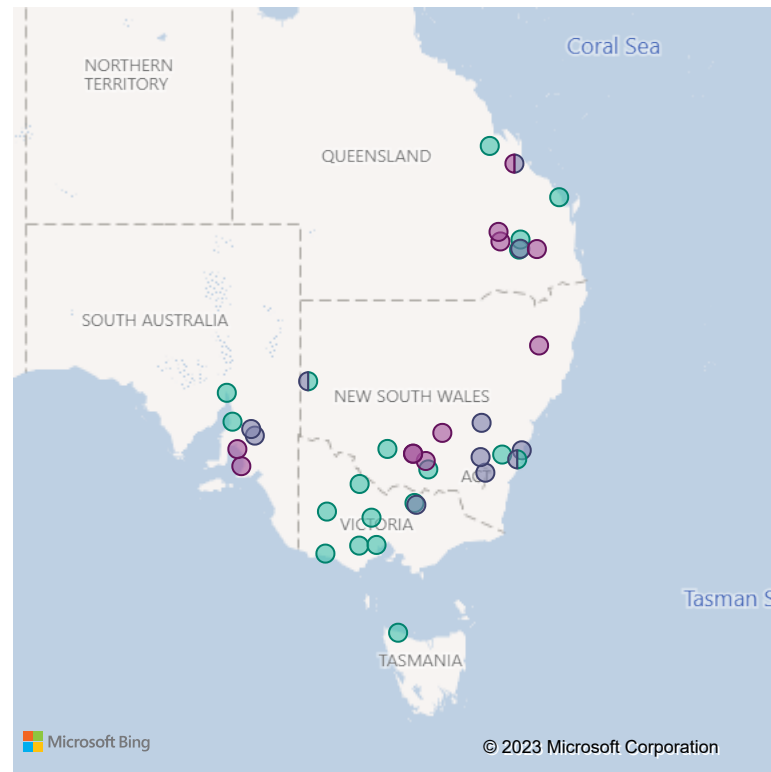 Coral Sea
NORTHERN
TERRITORY
QUEENSLAND
SOUTH AUSTRALIA
NEW SOUTH WALES
ACT
VICTORIA
Tasman S
TASMANIA
Microsoft Bing
© 2023 Microsoft Corporation